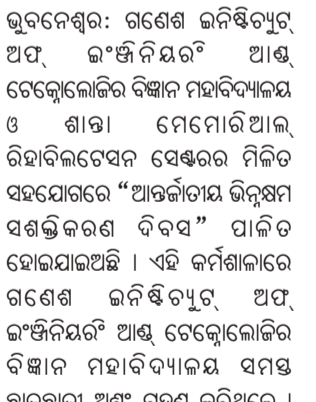 ଭୁବନେଶ୍ୱର: ଗଣେଶ ଇନିଷ୍ଟିଚ୍ୟୁଟ୍
ଅଫ୍ ଇଂଞ୍ଜିନିୟରିଂ ଆଣ୍ଡ୍
ଟେକ୍ନୋଲୋଜିର ବିଜ୍ଞାନ ମହାବିଦ୍ୟାଳୟ
ଓ ଶାନ୍ତା ମେମୋରିଆଲ୍
ରିହାବିଲଟେସନ ସେଣ୍ଟରର ମିଳିତ
ସହଯୋଗରେ “ଆନ୍ତର୍ଜାତୀୟ ଭିନ୍ନକ୍ଷମ
ସଶକ୍ତିକରଣ ଦିବସ” ପାଳିତ
ହୋଇଯାଇଅଛି । ଏହି କର୍ମଶାଳାରେ
ଗଣେଶ ଇନିଷ୍ଟିଚ୍ୟୁଟ୍ ଅଫ୍
ଇଂଞ୍ଜିନିୟରିଂ ଆଣ୍ଡ୍ ଟେକ୍ନୋଲୋଜିର
ବିଜ୍ଞାନ ମହାବିଦ୍ୟାଳୟ ସମସ୍ତ